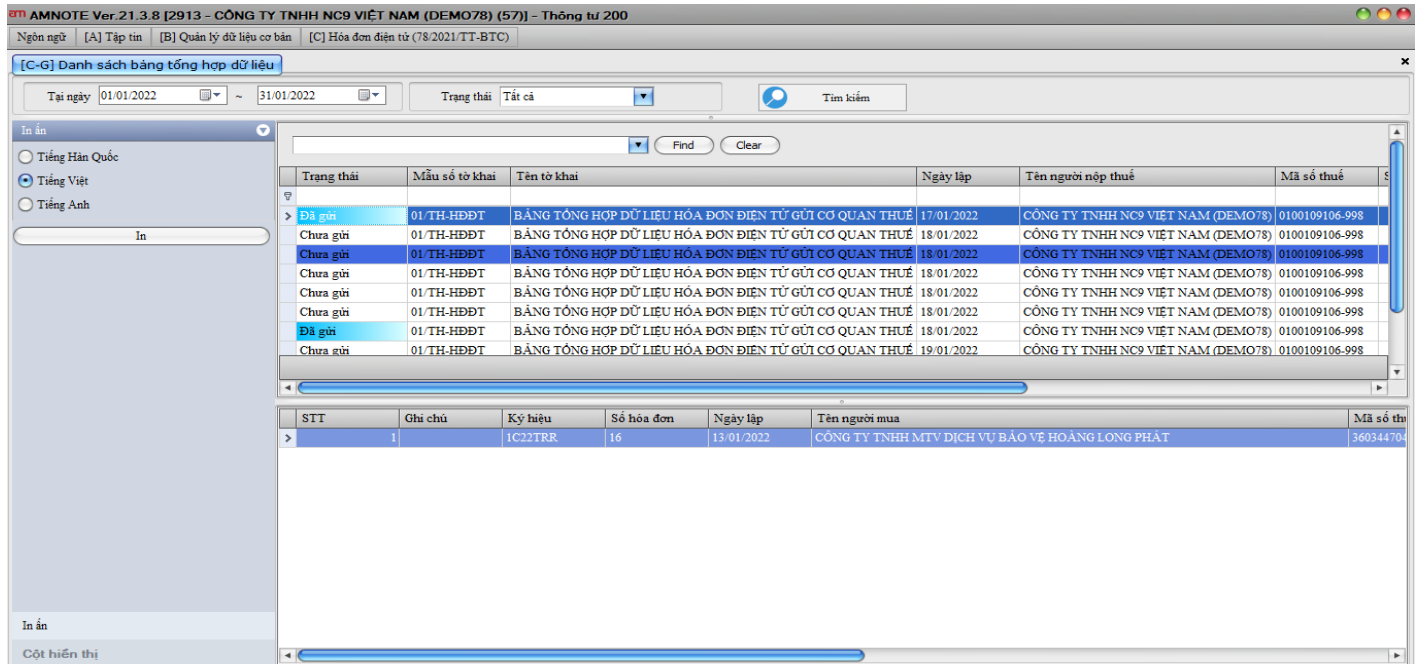 am AMNOTE Ver.21.3.8 [2913 - CÔNG TY TNHH NC9 VIỆT NAM (DEMO78) (57)] - Thông tư 200
Ngôn ngữ [A] Tập tin [B] Quản lý dữ liệu cơ bản [C] Hóa đơn điện tử (78/2021/TT-BTC)
[C-G] Danh sách bảng tổng hợp dữ liệu x
Tại ngày 01/01/2022 ~ 31/01/2022 Trạng thái Tất cả Tìm kiếm
In ấn
Tiếng Hàn Quốc
Tiếng Việt
Tiếng Anh
In
Find Clear
Trạng thái Mẫu số tờ khai Tên tờ khai Ngày lập Tên người nộp thuế Mã số thuế S
Đã gửi 01/TH-HĐĐT BẢNG TỔNG HỢP DỮ LIỆU HÓA ĐƠN ĐIỆN TỬ GỬI CƠ QUAN THUẾ 17/01/2022 CÔNG TY TNHH NC9 VIỆT NAM (DEMO78) 0100109106-998
Chưa gửi 01/TH-HĐĐT BẢNG TỔNG HỢP DỮ LIỆU HÓA ĐƠN ĐIỆN TỬ GỬI CƠ QUAN THUẾ 18/01/2022 CÔNG TY TNHH NC9 VIỆT NAM (DEMO78) 0100109106-998
Chưa gửi 01/TH-HĐĐT BẢNG TỔNG HỢP DỮ LIỆU HÓA ĐƠN ĐIỆN TỬ GỬI CƠ QUAN THUẾ 18/01/2022 CÔNG TY TNHH NC9 VIỆT NAM (DEMO78) 0100109106-998
Chưa gửi 01/TH-HĐĐT BẢNG TỔNG HỢP DỮ LIỆU HÓA ĐƠN ĐIỆN TỬ GỬI CƠ QUAN THUẾ 18/01/2022 CÔNG TY TNHH NC9 VIỆT NAM (DEMO78) 0100109106-998
Chưa gửi 01/TH-HĐĐT BẢNG TỔNG HỢP DỮ LIỆU HÓA ĐƠN ĐIỆN TỬ GỬI CƠ QUAN THUẾ 18/01/2022 CÔNG TY TNHH NC9 VIỆT NAM (DEMO78) 0100109106-998
Chưa gửi 01/TH-HĐĐT BẢNG TỔNG HỢP DỮ LIỆU HÓA ĐƠN ĐIỆN TỬ GỬI CƠ QUAN THUẾ 18/01/2022 CÔNG TY TNHH NC9 VIỆT NAM (DEMO78) 0100109106-998
Đã gửi 01/TH-HĐĐT BẢNG TỔNG HỢP DỮ LIỆU HÓA ĐƠN ĐIỆN TỬ GỬI CƠ QUAN THUẾ 18/01/2022 CÔNG TY TNHH NC9 VIỆT NAM (DEMO78) 0100109106-998
Chưa gửi 01/TH-HĐĐT BẢNG TỔNG HỢP DỮ LIỆU HÓA ĐƠN ĐIỆN TỬ GỬI CƠ QUAN THUẾ 19/01/2022 CÔNG TY TNHH NC9 VIỆT NAM (DEMO78) 0100109106-998
STT Ghi chú Ký hiệu Số hóa đơn Ngày lập Tên người mua Mã số th
1 1C22TRR 16 13/01/2022 CÔNG TY TNHH MTV DỊCH VỤ BẢO VỆ HOÀNG LONG PHÁT 360344704
In ấn
Cột hiển thị